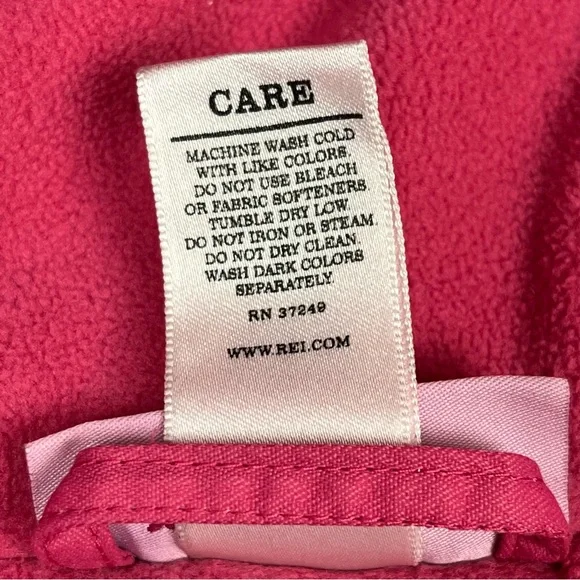 CARE
MACHINE WASH COLD
WITH LIKE COLORS.
DO NOT USE BLEACH
OR FABRIC SOFTENERS
TUMBLE DRY LOW
DO NOT IRON OR STEAM.
DO NOT DRY CLEAN.
WASH DARK COLORS
SEPARATELY.
RN 37249
WWW.REI.COM